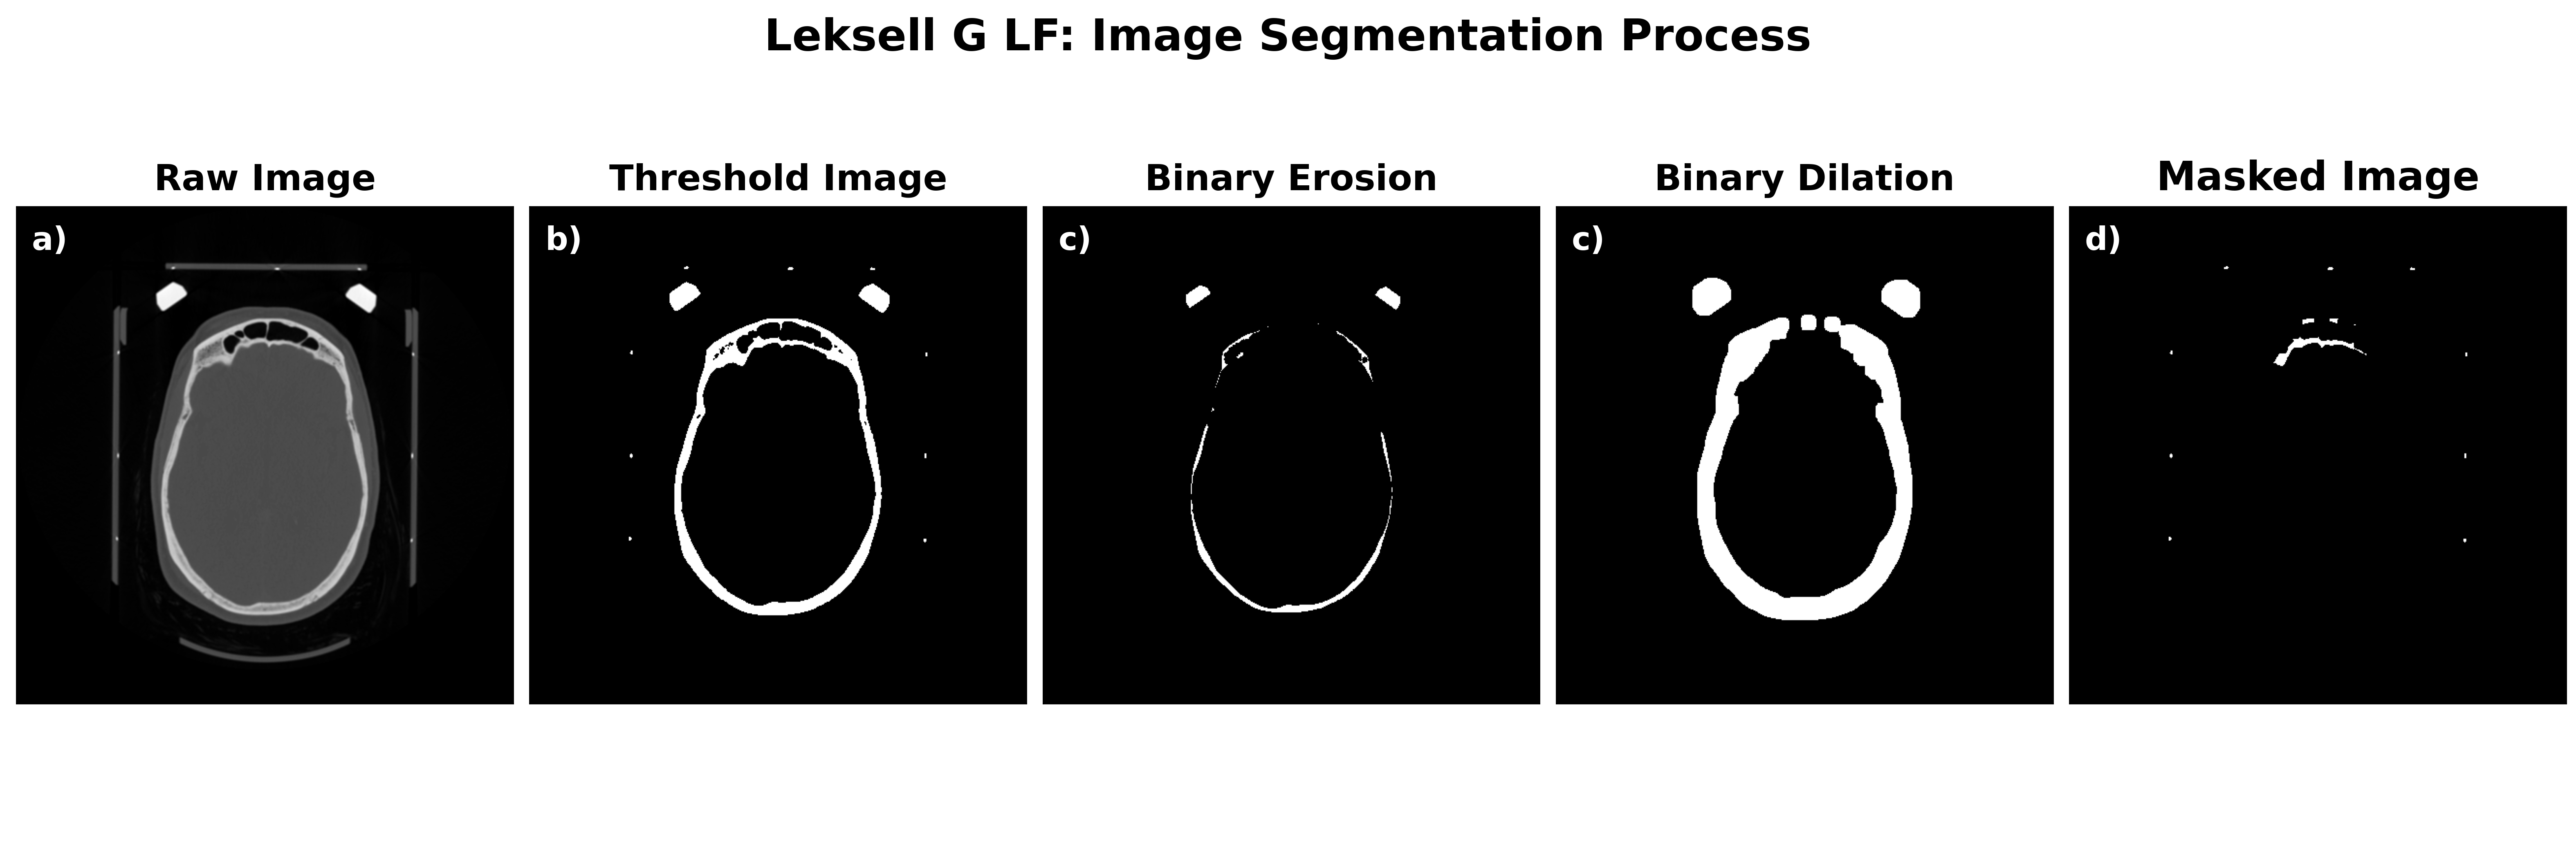 Leksell G LF: Image Segmentation Process
Raw Image
Threshold Image
Binary Erosion
Binary Dilation
Masked Image
a)
b)
c)
c)
d)